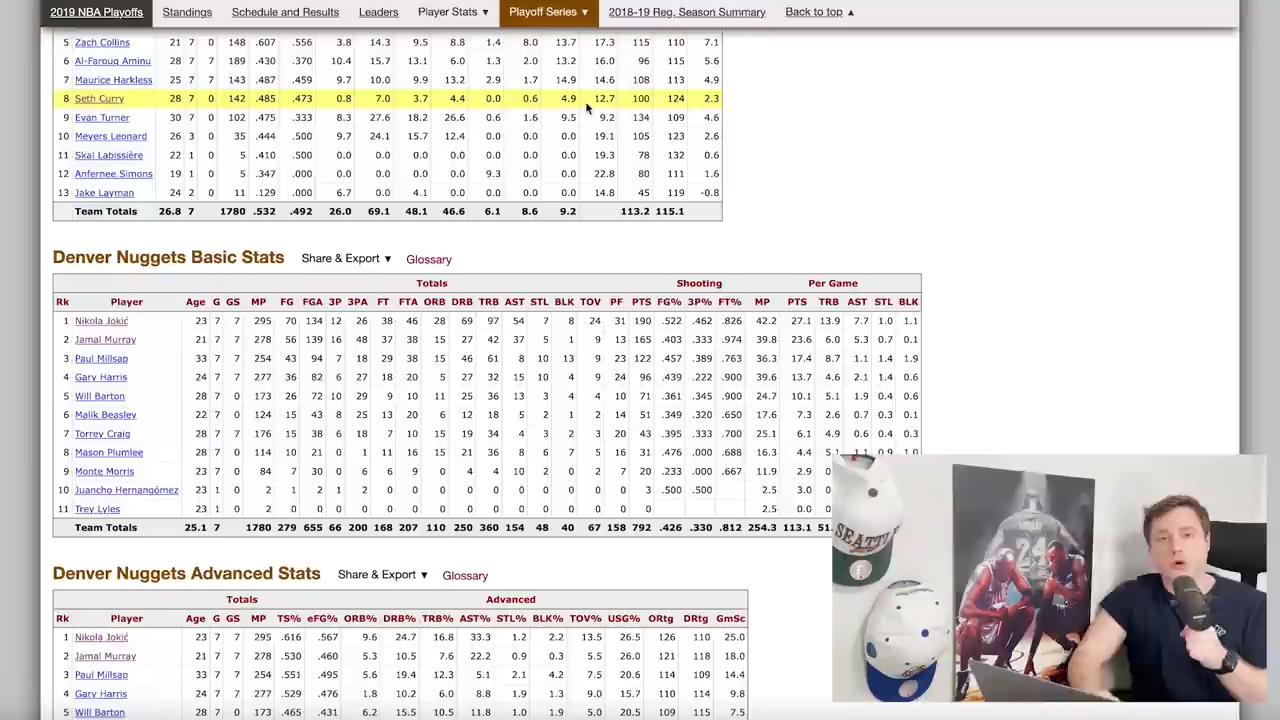 2019 NBA Playoffs Standings Schedule and Results Leaders Player Stats ▼ Playoff Series ▼ 2018-19 Reg. Season Summary Back to top ▲
5 Zach Collins 21 7 0 148 .607 .556 3.8 14.3 9.5 8.8 1.4 8.0 13.7 17.3 115 110 7.1
6 Al-Farouq Aminu 28 7 7 189 .430 .370 10.4 15.7 13.1 6.0 1.3 2.0 13.2 16.0 96 115 5.6
7 Maurice Harkless 25 7 7 143 .487 .459 9.7 10.0 9.9 13.2 2.9 1.7 14.9 14.6 108 113 4.9
8 Seth Curry 28 7 0 142 .485 .473 0.8 7.0 3.7 4.4 0.0 0.6 4.9 12.7 100 124 2.3
9 Evan Turner 30 7 0 102 .475 .333 8.3 27.6 18.2 26.6 0.6 1.6 9.5 9.2 134 109 4.6
10 Meyers Leonard 26 3 0 35 .444 .500 9.7 24.1 15.7 12.4 0.0 0.0 0.0 19.1 105 123 2.6
11 Skal Labissière 22 1 0 5 .410 .500 0.0 0.0 0.0 0.0 0.0 0.0 0.0 19.3 78 132 0.6
12 Anfernee Simons 19 1 0 5 .347 .000 0.0 0.0 0.0 9.3 0.0 0.0 0.0 22.8 80 111 1.6
13 Jake Layman 24 2 0 11 .129 .000 6.7 0.0 4.1 0.0 0.0 0.0 0.0 14.8 45 119 -0.8
Team Totals 26.8 7 1780 .532 .492 26.0 69.1 48.1 46.6 6.1 8.6 9.2 113.2 115.1
Denver Nuggets Basic Stats Share & Export ▼ Glossary
Totals Shooting Per Game
Rk Player Age G GS MP FG FGA 3P 3PA FT FTA ORB DRB TRB AST STL BLK TOV PF PTS FG% 3P% FT% MP PTS TRB AST STL BLK
1 Nikola Jokić 23 7 7 295 70 134 12 26 38 46 28 69 97 54 7 8 24 31 190 .522 .462 .826 42.2 27.1 13.9 7.7 1.0 1.1
2 Jamal Murray 21 7 7 278 56 139 16 48 37 38 15 27 42 37 5 1 9 13 165 .403 .333 .974 39.8 23.6 6.0 5.3 0.7 0.1
3 Paul Millsap 33 7 7 254 43 94 7 18 29 38 15 46 61 8 10 13 9 23 122 .457 .389 .763 36.3 17.4 8.7 1.1 1.4 1.9
4 Gary Harris 24 7 7 277 36 82 6 27 18 20 5 27 32 15 10 4 9 24 96 .439 .222 .900 39.6 13.7 4.6 2.1 1.4 0.6
5 Will Barton 28 7 0 173 26 72 10 29 9 10 11 25 36 13 3 4 4 10 71 .361 .345 .900 24.7 10.1 5.1 1.9 0.4 0.6
6 Malik Beasley 22 7 0 124 15 43 8 25 13 20 6 12 18 5 2 1 2 14 51 .349 .320 .650 17.6 7.3 2.6 0.7 0.3 0.1
7 Torrey Craig 28 7 7 176 15 38 6 18 7 10 15 19 34 4 3 2 3 20 43 .395 .333 .700 25.1 6.1 4.9 0.6 0.4 0.3
8 Mason Plumlee 28 7 0 114 10 21 0 1 11 16 15 21 36 8 6 7 5 16 31 .476 .000 .688 16.3 4.4 5.1 1.1 0.9 1.0
9 Monte Morris 23 7 0 84 7 30 0 6 6 9 0 4 4 10 2 0 2 7 20 .233 .000 .667 11.9 2.9
10 Juancho Hernangómez 23 1 0 2 1 2 1 2 0 0 0 0 0 0 0 0 0 0 3 .500 .500 2.5 3.0
11 Trey Lyles 23 1 0 2 0 0 0 0 0 0 0 0 0 0 0 0 0 0 0 2.5 0.0
Team Totals 25.1 7 1780 279 655 66 200 168 207 110 250 360 154 48 40 67 158 792 .426 .330 .812 254.3 113.1 51.
Denver Nuggets Advanced Stats Share & Export ▼ Glossary
Totals Advanced
Rk Player Age G GS MP TS% eFG% ORB% DRB% TRB% AST% STL% BLK% TOV% USG% ORtg DRtg GmSc
1 Nikola Jokić 23 7 7 295 .616 .567 9.6 24.7 16.8 33.3 1.2 2.2 13.5 26.5 126 110 25.0
2 Jamal Murray 21 7 7 278 .530 .460 5.3 10.5 7.6 22.2 0.9 0.3 5.5 26.0 121 118 18.0
3 Paul Millsap 33 7 7 254 .551 .495 5.6 19.4 12.3 5.1 2.1 4.2 7.5 20.6 114 109 14.4
4 Gary Harris 24 7 7 277 .529 .476 1.8 10.2 6.0 8.8 1.9 1.3 9.0 15.7 110 114 9.8
5 Will Barton 28 7 0 173 .465 .431 6.2 15.5 10.5 11.8 1.0 1.9 5.0 20.5 109 115 7.5
SEATTL
24